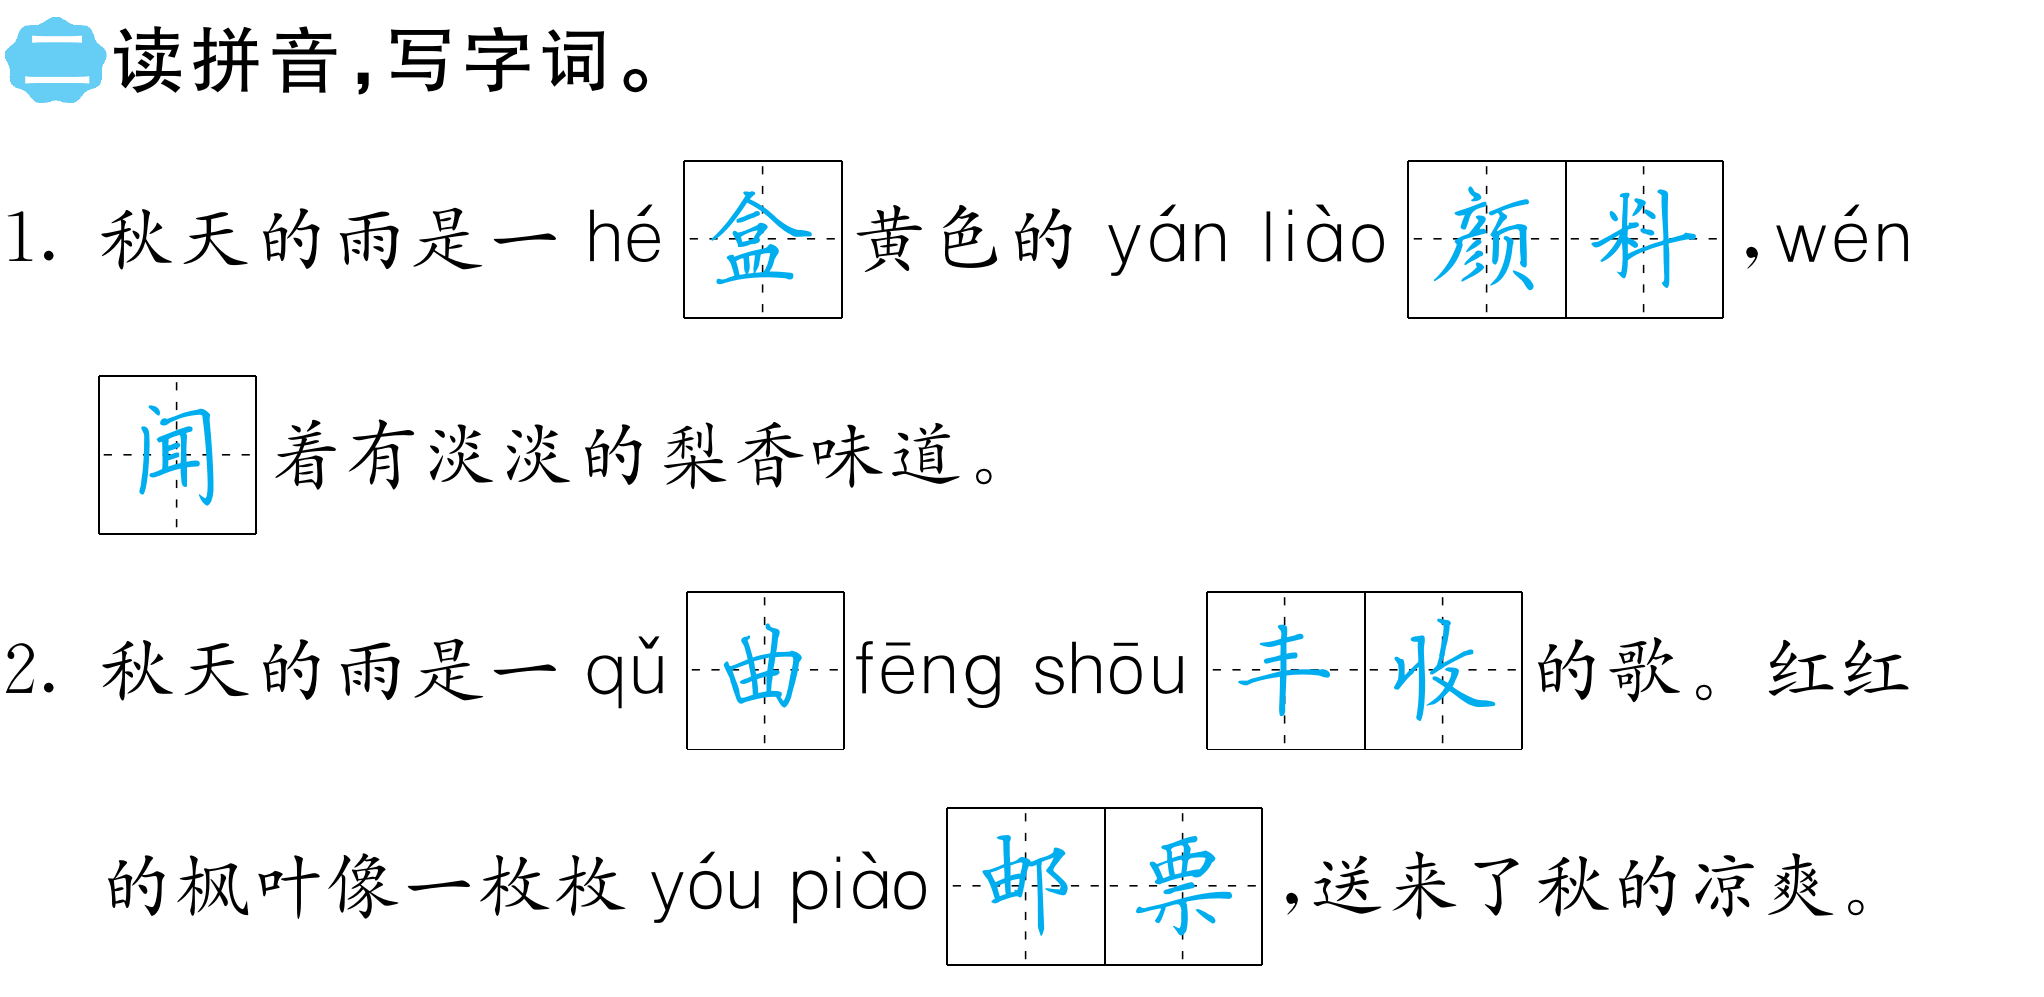 二 读拼音,写字词。
1. 秋天的雨是一 hé 盒 黄色的 yán liào 颜料 ,wén
闻 着有淡淡的梨香味道。
2. 秋天的雨是一 qǔ 曲 fēng shōu 丰收 的歌。红红
的枫叶像一枚枚 yóu piào 邮票 ,送来了秋的凉爽。